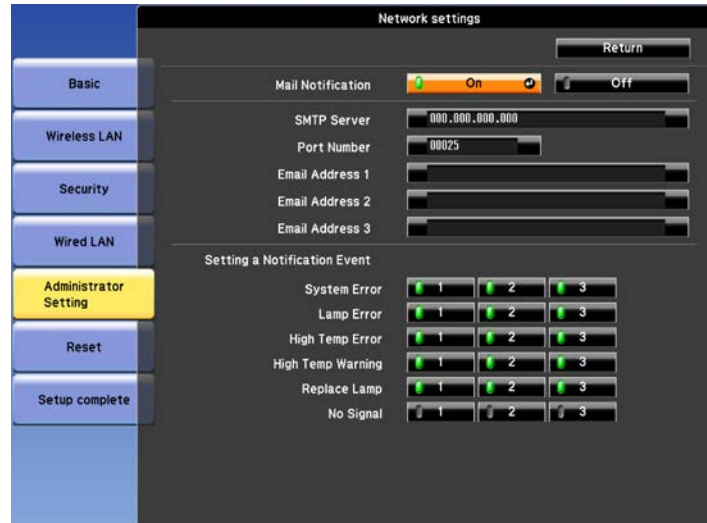 Network settings
Return
Basic
Wireless LAN
Security
Wired LAN
Administrator
Setting
Reset
Setup complete
Mail Notification On Off
SMTP Server 000.000.000.000
Port Number 00025
Email Address 1
Email Address 2
Email Address 3
Setting a Notification Event
System Error 1 2 3
Lamp Error 1 2 3
High Temp Error 1 2 3
High Temp Warning 1 2 3
Replace Lamp 1 2 3
No Signal 1 2 3